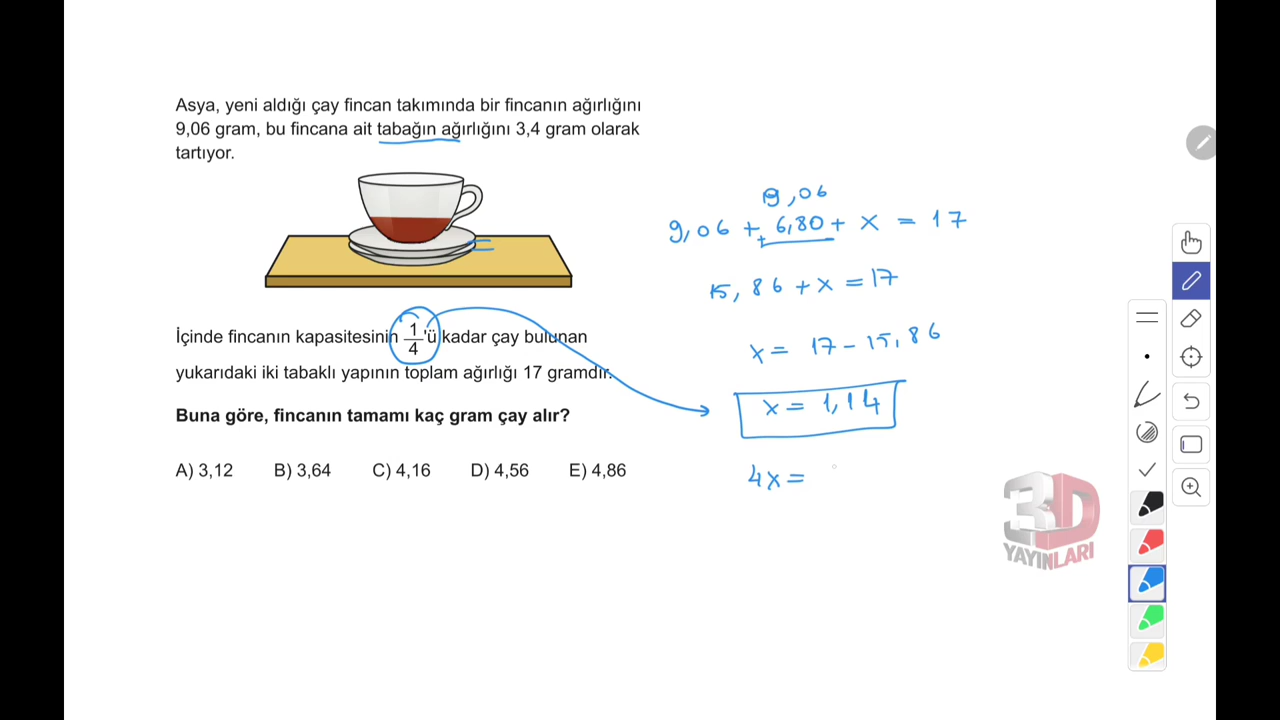 Asya, yeni aldığı çay fincan takımında bir fincanın ağırlığını
9,06 gram, bu fincana ait tabağın ağırlığını 3,4 gram olarak
tartıyor.
9,06
9,06 + 6,80 + x = 17
+
15,86 + x = 17
x = 17 - 15,86
x = 1,14
4x =
İçinde fincanın kapasitesinin 1/4'ü kadar çay bulunan
yukarıdaki iki tabaklı yapının toplam ağırlığı 17 gramdır.
Buna göre, fincanın tamamı kaç gram çay alır?
A) 3,12 B) 3,64 C) 4,16 D) 4,56 E) 4,86
3D
YAYINLARI